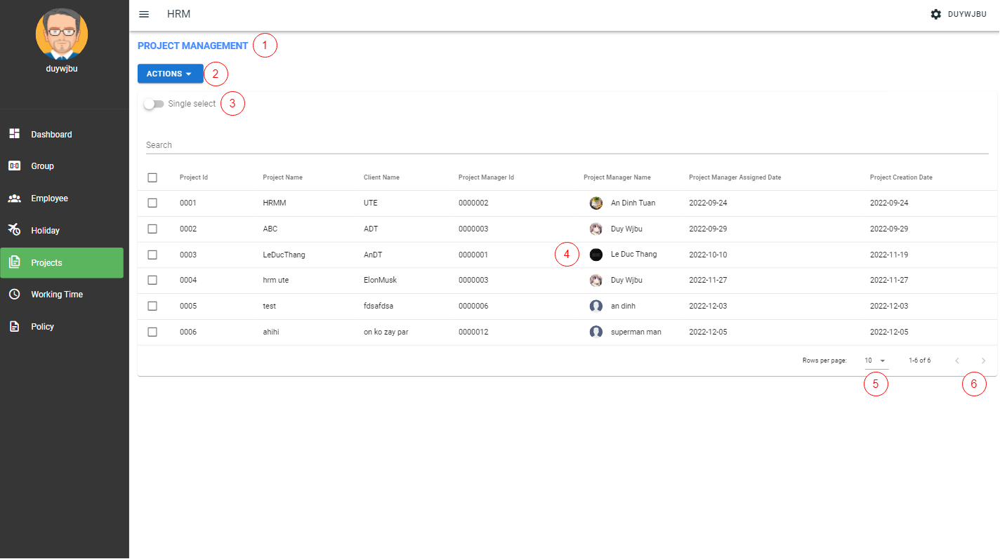 HRM
DUYWJBU
duywjbu
Dashboard
Group
Employee
Holiday
Projects
Working Time
Policy
PROJECT MANAGEMENT 1
ACTIONS 2
Single select 3
Search
Project Id Project Name Client Name Project Manager Id Project Manager Name Project Manager Assigned Date Project Creation Date
0001 HRMM UTE 0000002 An Dinh Tuan 2022-09-24 2022-09-24
0002 ABC ADT 0000003 Duy Wjbu 2022-09-29 2022-09-29
0003 LeDucThang AnDT 0000001 4 Le Duc Thang 2022-10-10 2022-11-19
0004 hrm ute ElonMusk 0000003 Duy Wjbu 2022-11-27 2022-11-27
0005 test fdsafdsa 0000006 an dinh 2022-12-03 2022-12-03
0006 ahihi on ko zay par 0000012 superman man 2022-12-05 2022-12-05
Rows per page: 10 1-6 of 6
5 6